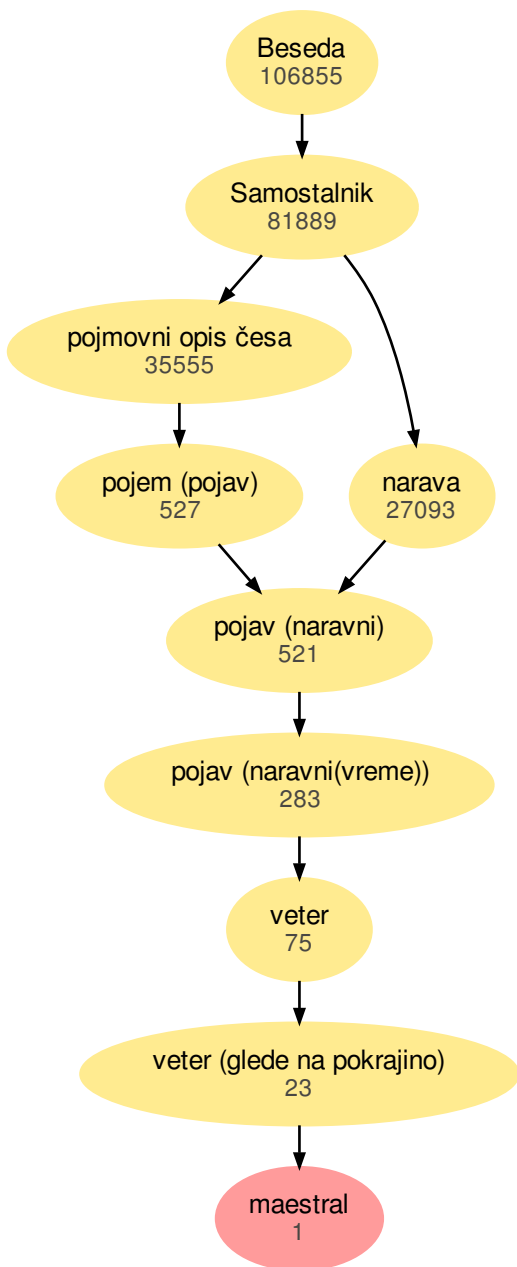 Beseda
106855
Samostalnik
81889
pojmovni opis česa
35555
pojem (pojav)
527
narava
27093
pojav (naravni)
521
pojav (naravni(vreme))
283
veter
75
veter (glede na pokrajino)
23
maestral
1